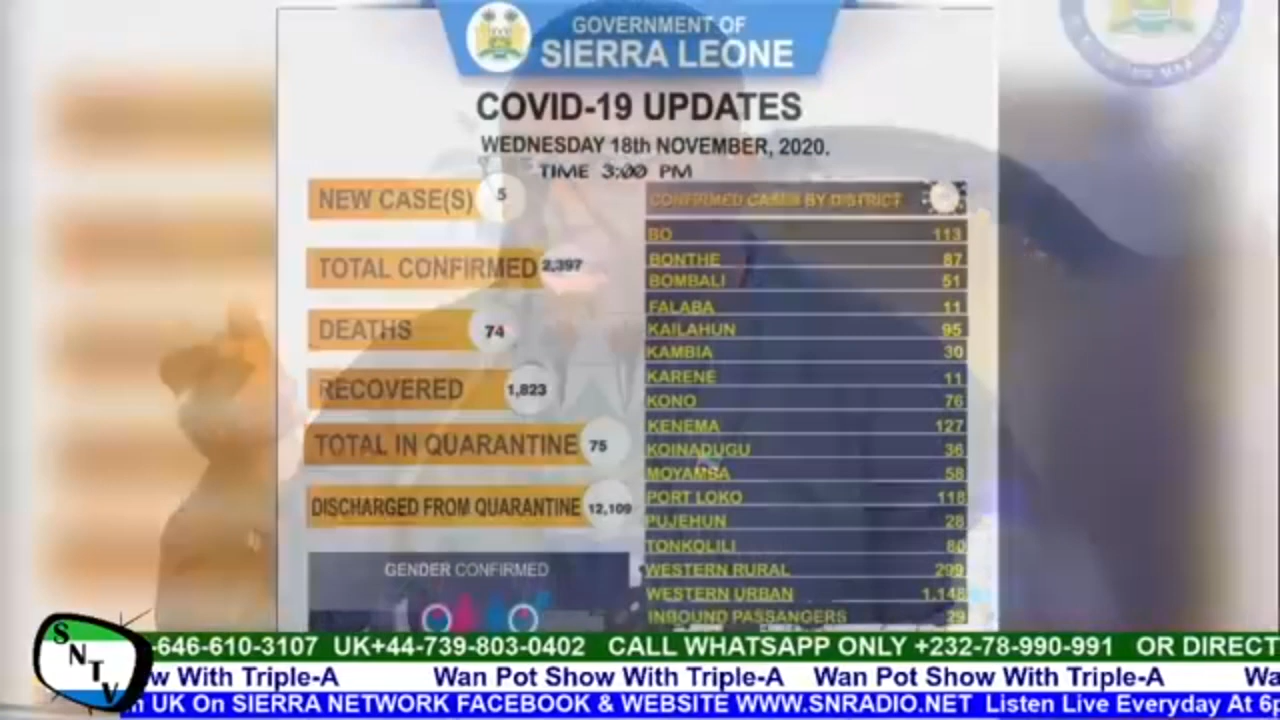 GOVERNMENT OF
SIERRA LEONE
COVID-19 UPDATES
WEDNESDAY 18th NOVEMBER, 2020.
TIME 3:00 PM
NEW CASE(S) 5
TOTAL CONFIRMED 2,397
DEATHS 74
RECOVERED 1,823
TOTAL IN QUARANTINE 75
DISCHARGED FROM QUARANTINE 12,109
GENDER CONFIRMED
CONFIRMED CASES BY DISTRICT
BO 113
BONTHE 87
BOMBALI 51
FALABA 11
KAILAHUN 95
KAMBIA 30
KARENE 11
KONO 76
KENEMA 127
KOINADUGU 36
MOYAMBA 58
PORT LOKO 118
PUJEHUN 28
TONKOLILI 80
WESTERN RURAL 299
WESTERN URBAN 1,148
INBOUND PASSANGERS 29
SNTV
-646-610-3107 UK+44-739-803-0402 CALL WHATSAPP ONLY +232-78-990-991 OR DIRECT
w With Triple-A Wan Pot Show With Triple-A Wan Pot Show With Triple-A Wa
UK On SIERRA NETWORK FACEBOOK & WEBSITE WWW.SNRADIO.NET Listen Live Everyday At 6p